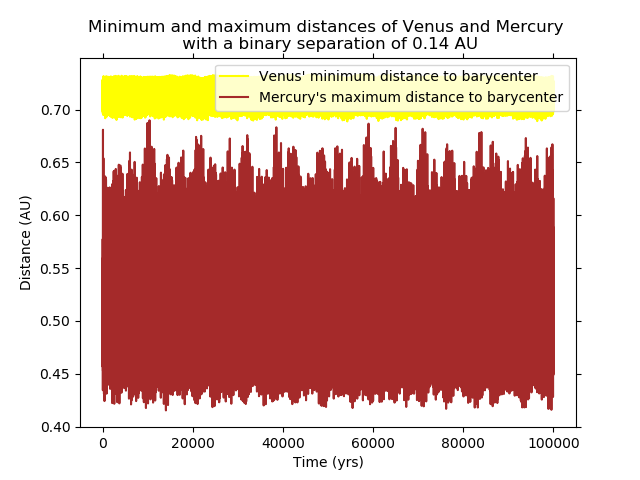 Minimum and maximum distances of Venus and Mercury
with a binary separation of 0.14 AU
Venus' minimum distance to barycenter
Mercury's maximum distance to barycenter
Distance (AU)
0.70
0.65
0.60
0.55
0.50
0.45
0.40
0 20000 40000 60000 80000 100000
Time (yrs)